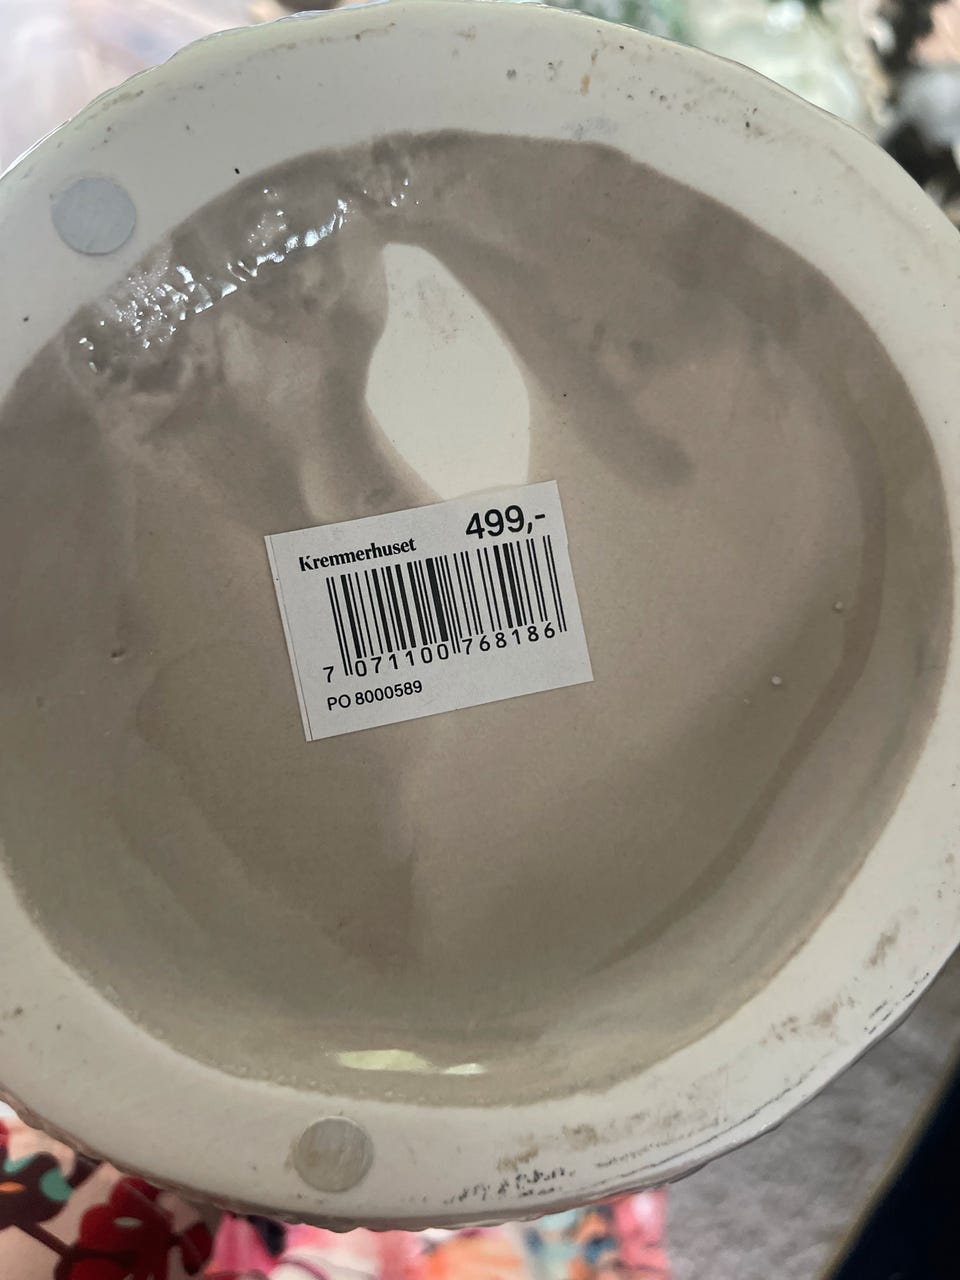 499,-
Kremmerhuset
7 071100 768186
PO 8000589